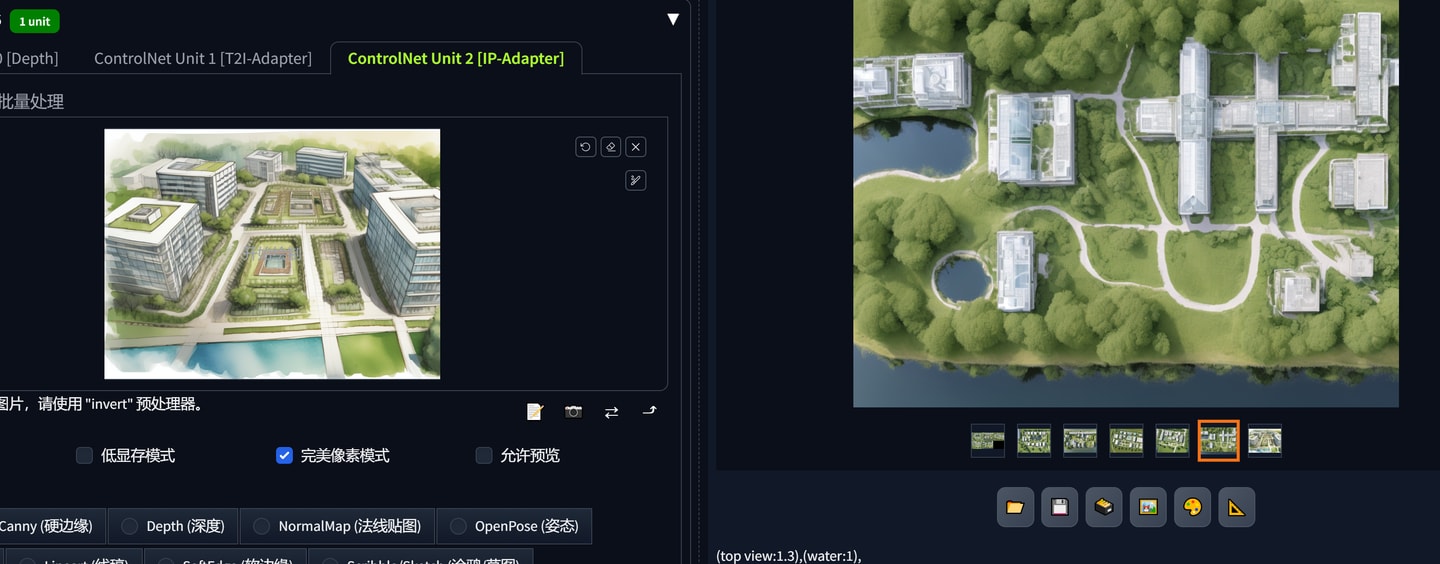 1 unit
[Depth]
ControlNet Unit 1 [T2I-Adapter]
ControlNet Unit 2 [IP-Adapter]
批量处理
图片，请使用 "invert" 预处理器。
低显存模式
完美像素模式
允许预览
Canny (硬边缘)
Depth (深度)
NormalMap (法线贴图)
OpenPose (姿态)
(top view:1.3),(water:1),